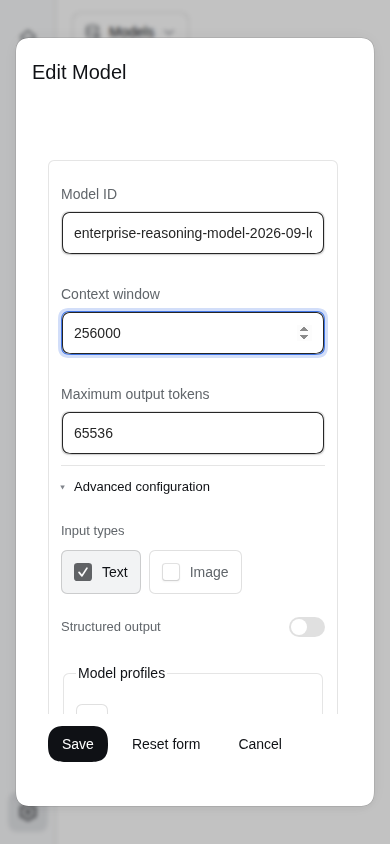 Models
Edit Model
Model ID
enterprise-reasoning-model-2026-09-lo
Context window
256000
Maximum output tokens
65536
Advanced configuration
Input types
Text
Image
Structured output
Model profiles
Save
Reset form
Cancel